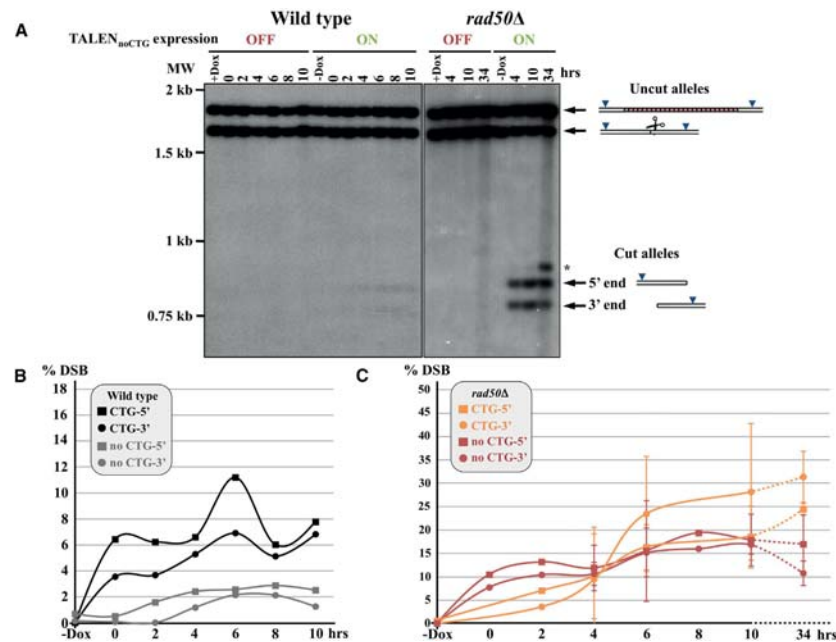 A
Wild type
rad50Δ
TALENnoCTG expression
OFF
ON
OFF
ON
MW
+Dox 0 2 4 6 8 10
-Dox 0 2 4 6 8 10
+Dox 4 10 34
-Dox 4 10 34
hrs
2 kb
1.5 kb
1 kb
0.75 kb
Uncut alleles
Cut alleles
*
5' end
3' end
B
% DSB
18
16
14
12
10
8
6
4
2
0
Wild type
CTG-5'
CTG-3'
no CTG-5'
no CTG-3'
-Dox 0 2 4 6 8 10 hrs
C
% DSB
50
45
40
35
30
25
20
15
10
5
0
rad50Δ
CTG-5'
CTG-3'
no CTG-5'
no CTG-3'
-Dox 0 2 4 6 8 10 34 hrs